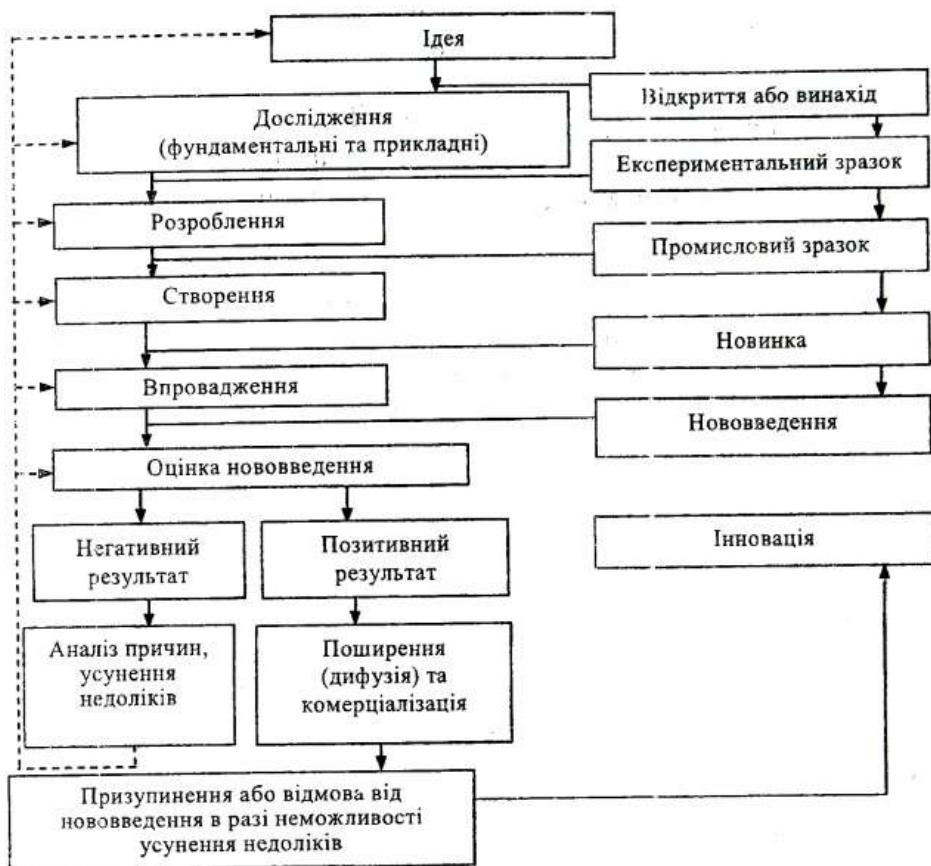 Ідея
Відкриття або винахід
Дослідження
(фундаментальні та прикладні)
Експериментальний зразок
Розроблення
Промисловий зразок
Створення
Новинка
Впровадження
Нововведення
Оцінка нововведення
Негативний
результат
Позитивний
результат
Інновація
Аналіз причин,
усунення
недоліків
Поширення
(дифузія) та
комерціалізація
Призупинення або відмова від
нововведення в разі неможливості
усунення недоліків